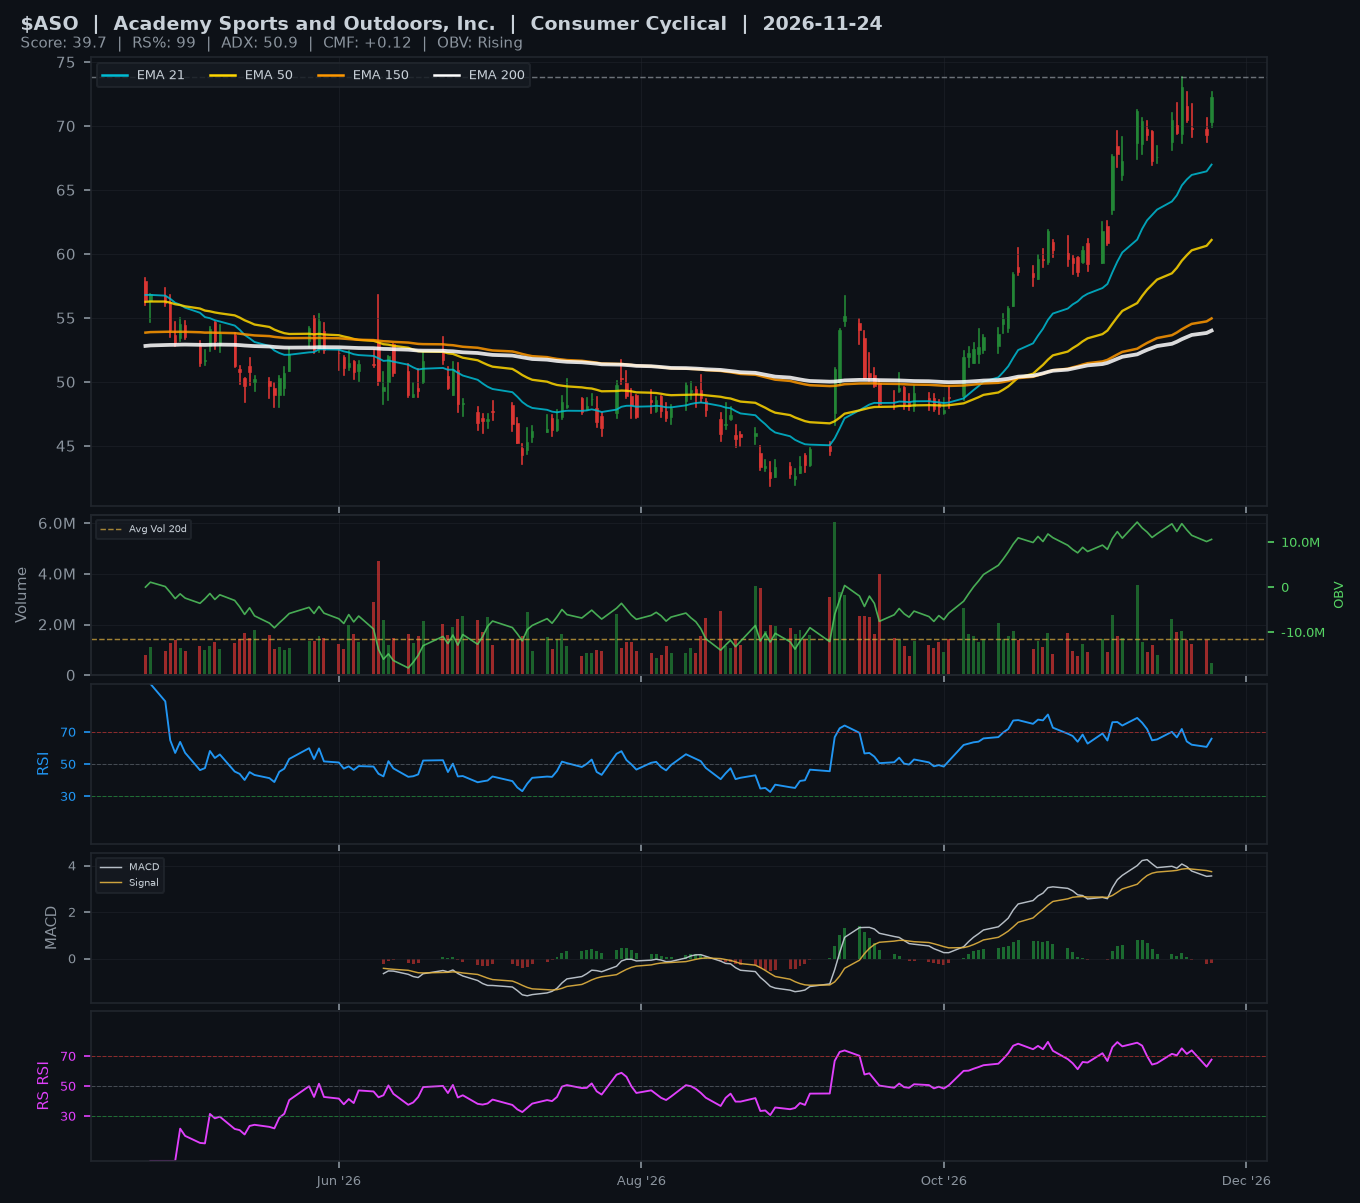 $ASO | Academy Sports and Outdoors, Inc. | Consumer Cyclical | 2026-11-24
Score: 39.7 | RS%: 99 | ADX: 50.9 | CMF: +0.12 | OBV: Rising
EMA 21 EMA 50 EMA 150 EMA 200
75
70
65
60
55
50
45
Avg Vol 20d
Volume
6.0M
4.0M
2.0M
0
OBV
10.0M
0
-10.0M
RSI
70
50
30
MACD
Signal
MACD
4
2
0
RS RSI
70
50
30
Jun '26 Aug '26 Oct '26 Dec '26